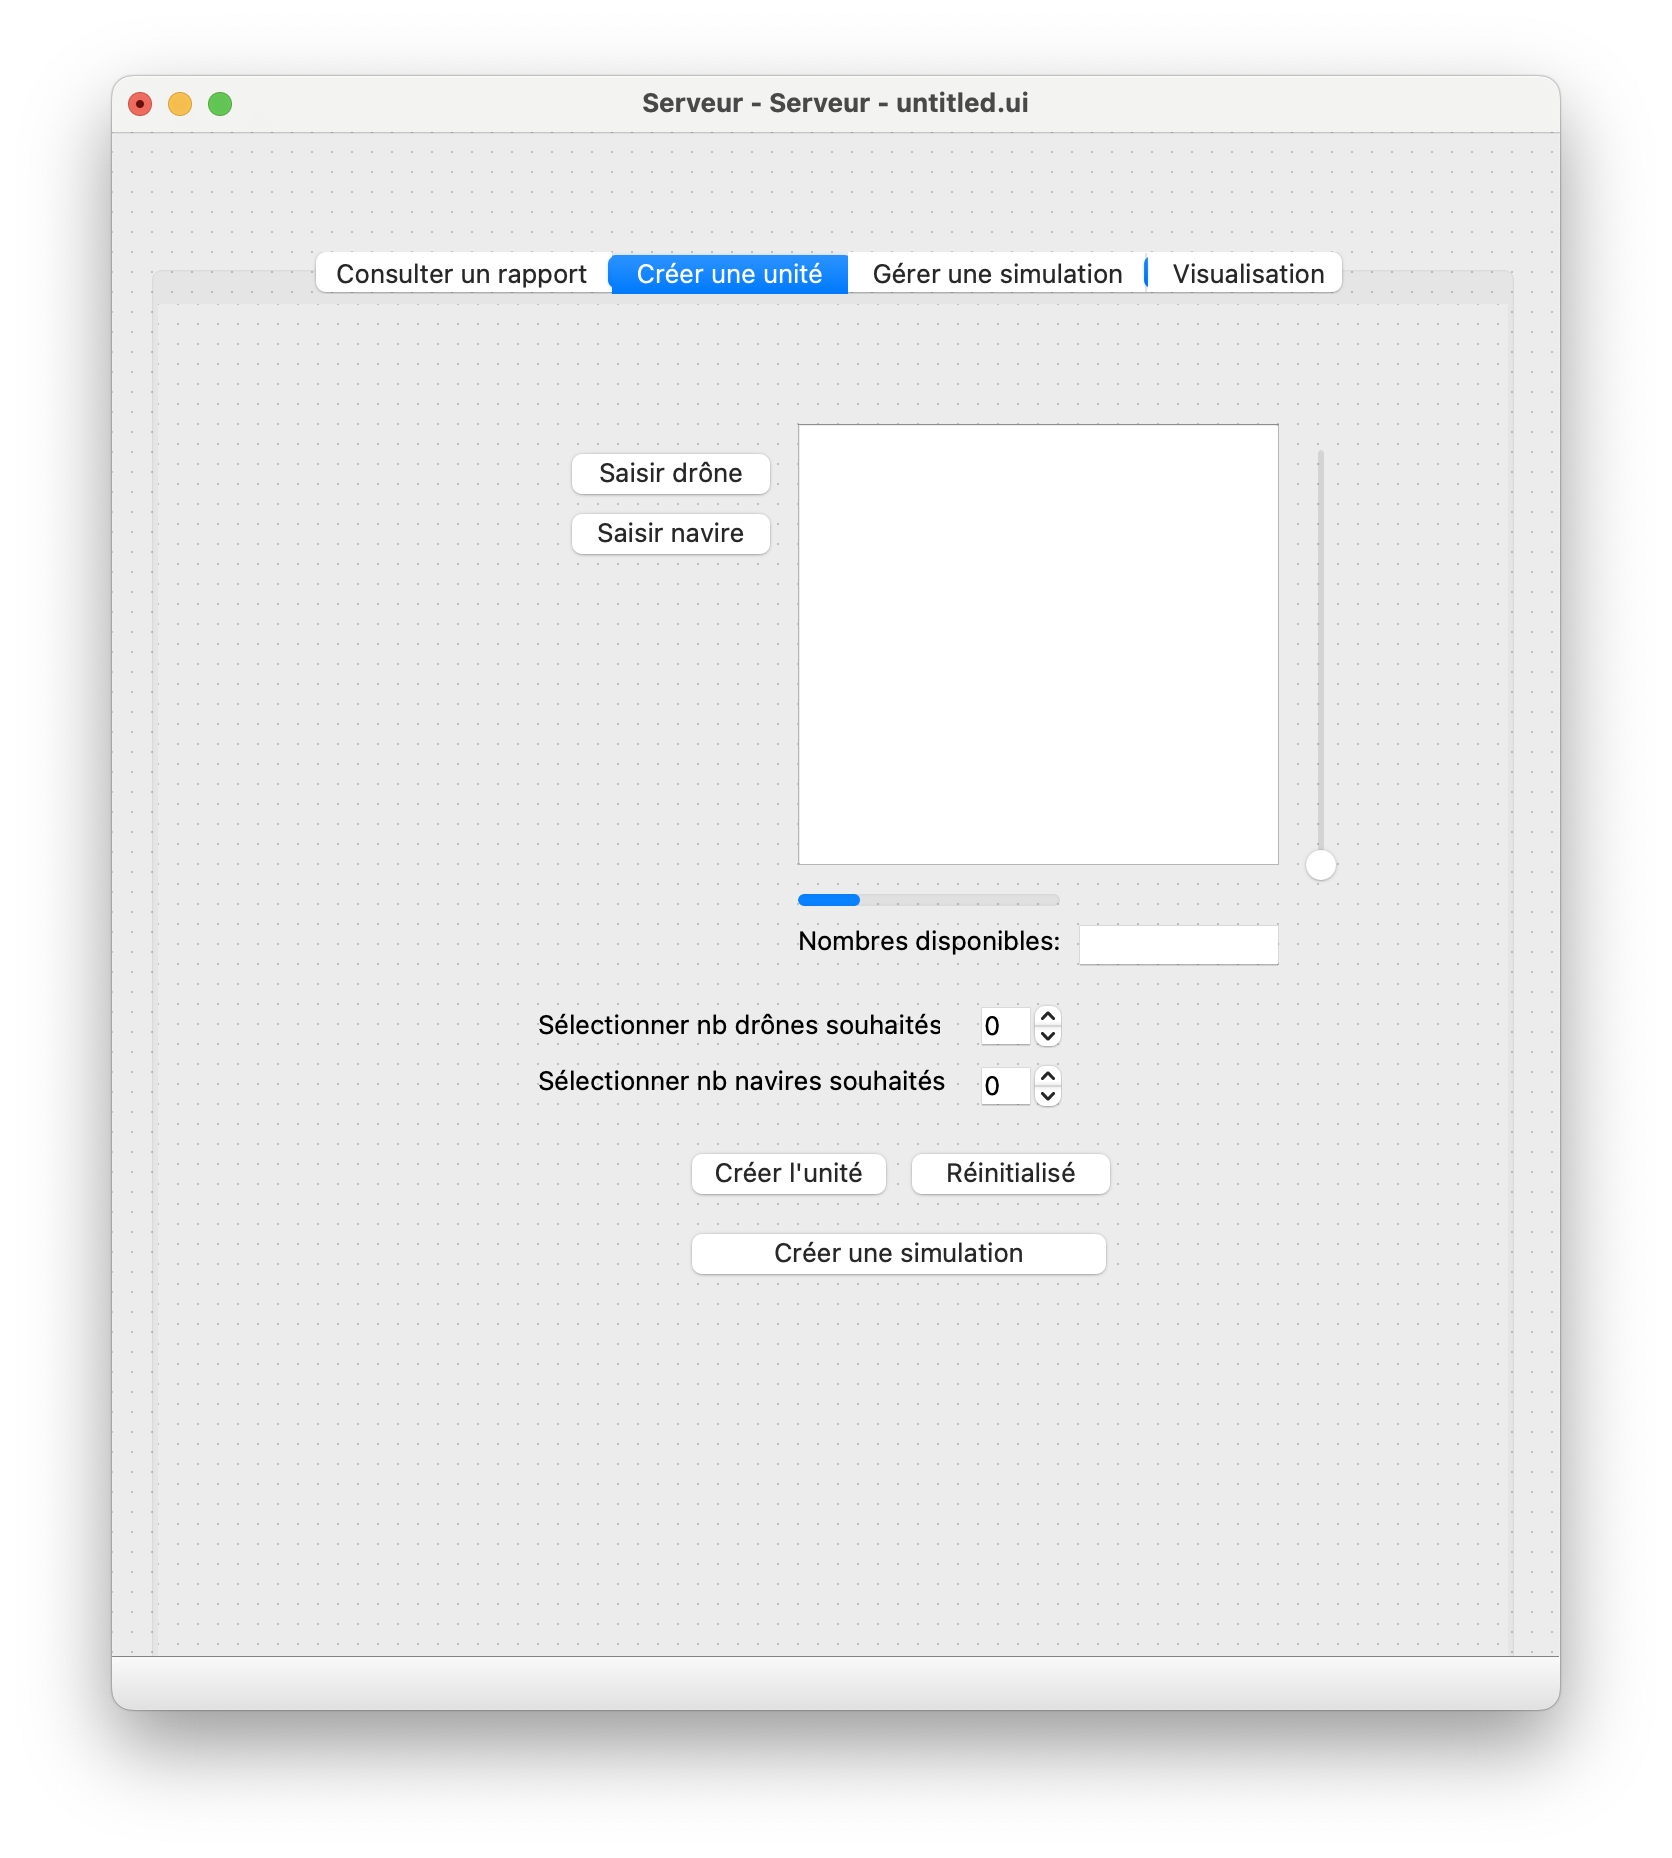 Serveur - Serveur - untitled.ui
Consulter un rapport Créer une unité Gérer une simulation Visualisation
Saisir drône
Saisir navire
Nombres disponibles:
Sélectionner nb drônes souhaités 0
Sélectionner nb navires souhaités 0
Créer l'unité Réinitialisé
Créer une simulation